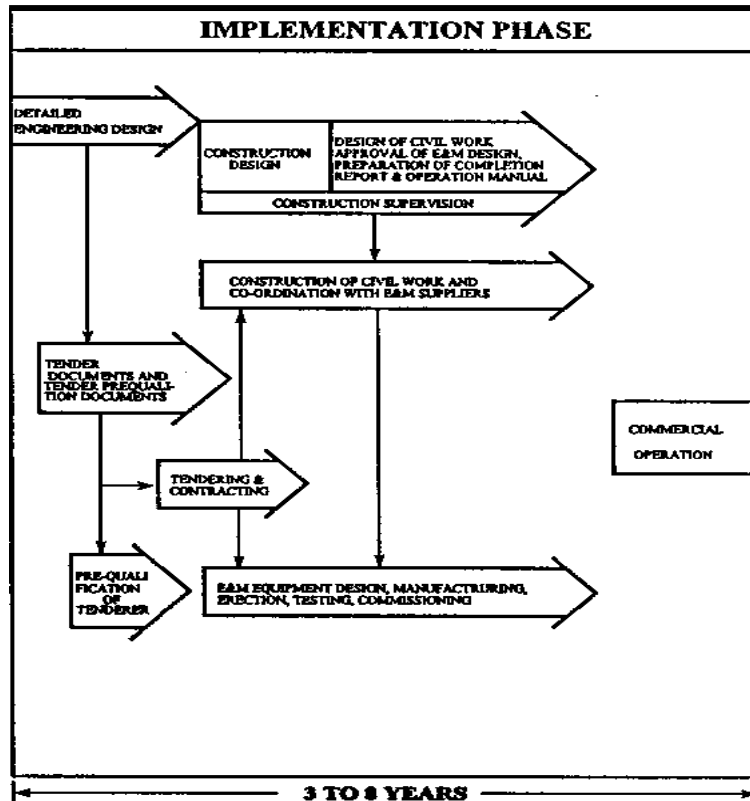 IMPLEMENTATION PHASE
DETAILED
ENGINEERING DESIGN
CONSTRUCTION
DESIGN
DESIGN OF CIVIL WORK
APPROVAL OF E&M DESIGN,
PREPARATION OF COMPLETION
REPORT & OPERATION MANUAL
CONSTRUCTION SUPERVISION
CONSTRUCTION OF CIVIL WORK AND
CO-ORDINATION WITH E&M SUPPLIERS
TENDER
DOCUMENTS AND
TENDER PREQUALI-
TION DOCUMENTS
COMMERCIAL
OPERATION
TENDERING &
CONTRACTING
PRE-QUALI
FICATION
OF
TENDERER
E&M EQUIPMENT DESIGN, MANUFACTRURING,
ERECTION, TESTING, COMMISSIONING
3 TO 8 YEARS